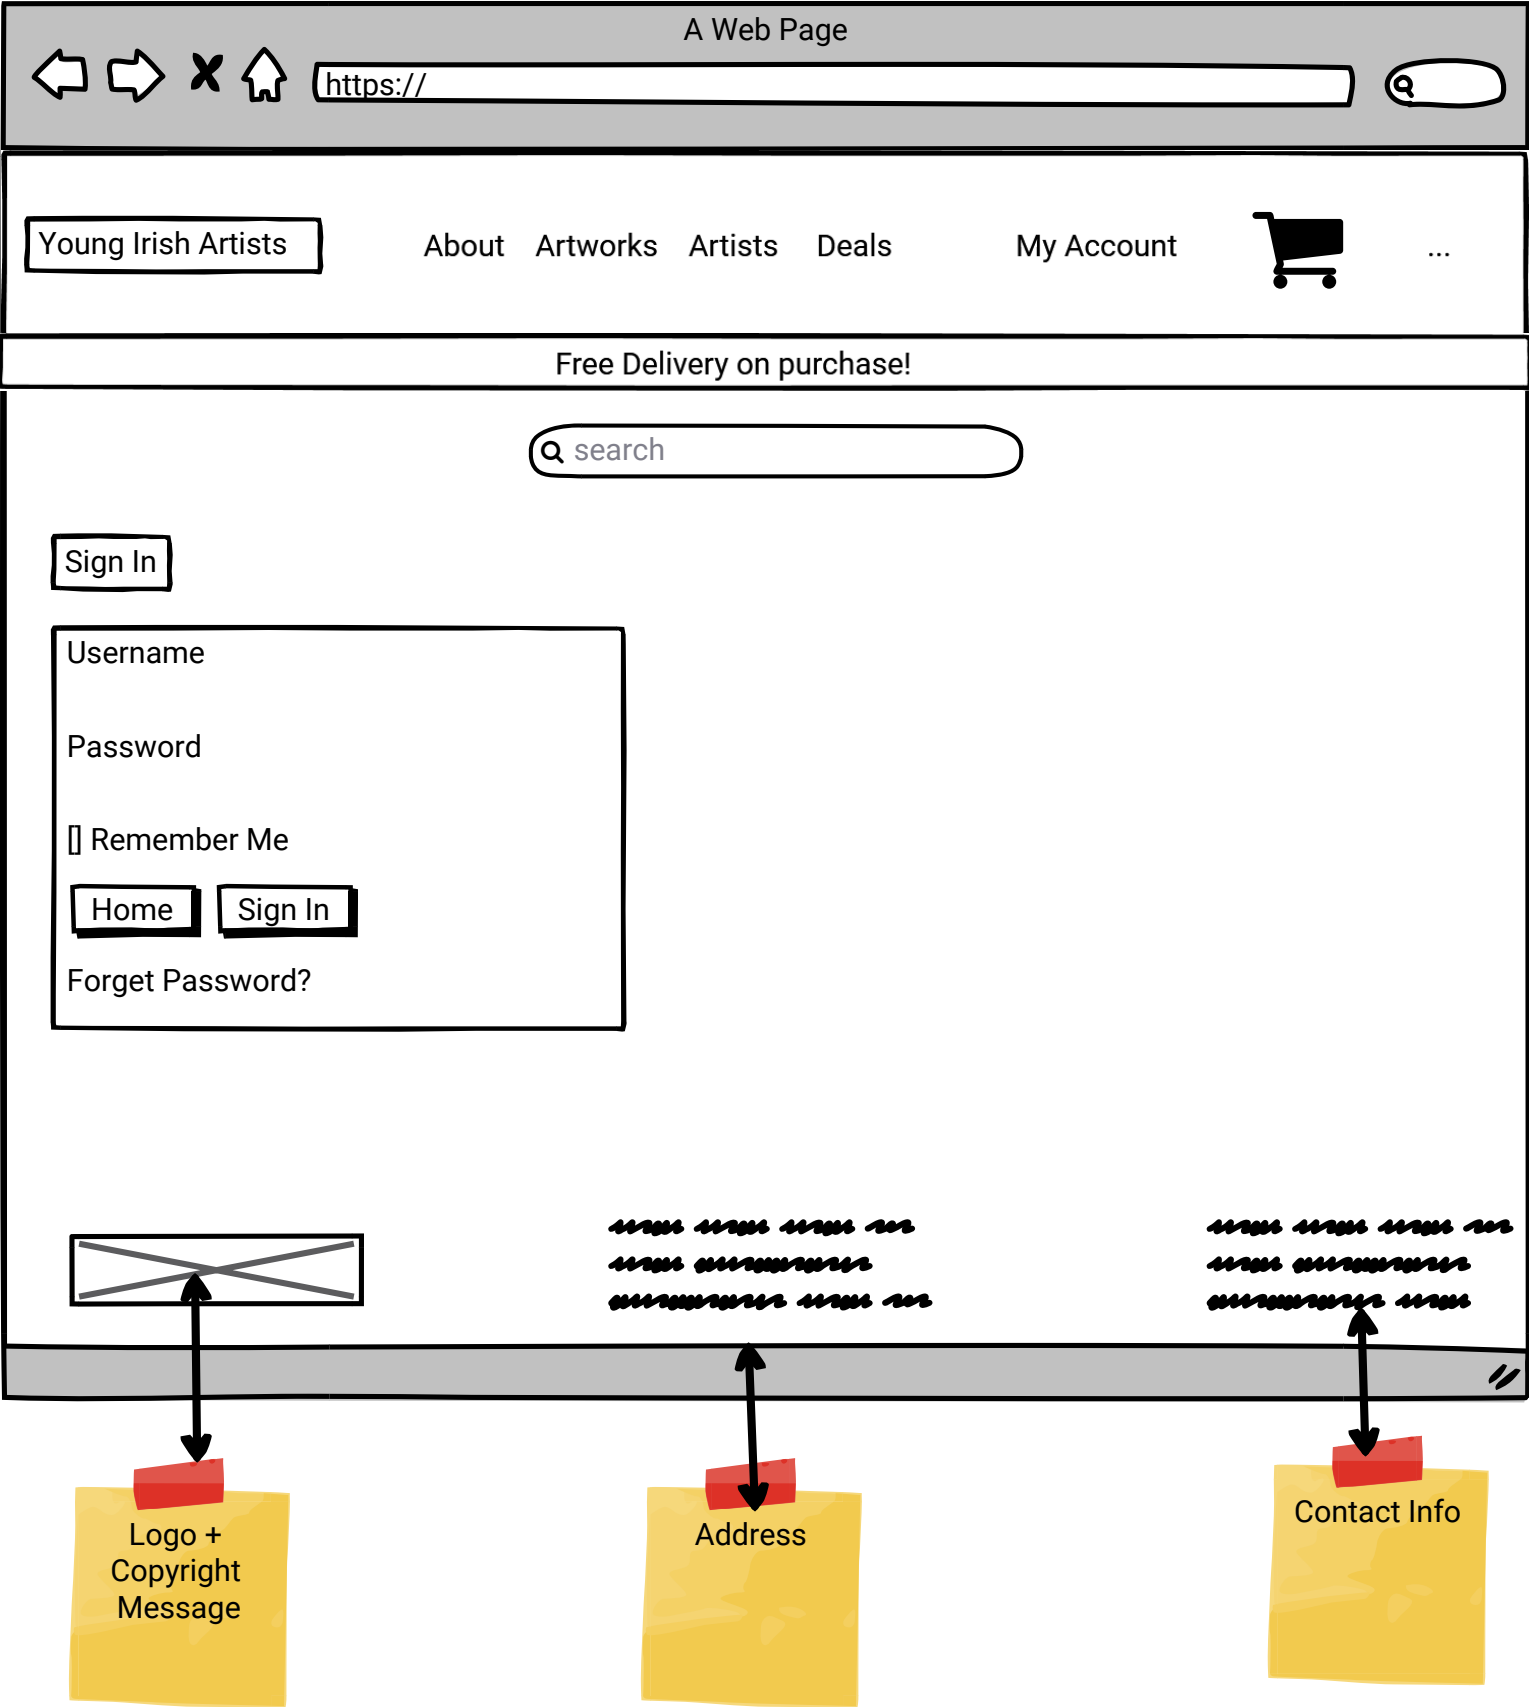 A Web Page
https://
Young Irish Artists
About Artworks Artists Deals My Account ...
Free Delivery on purchase!
search
Sign In
Username
Password
[] Remember Me
Home Sign In
Forget Password?
Logo +
Copyright
Message
Address
Contact Info